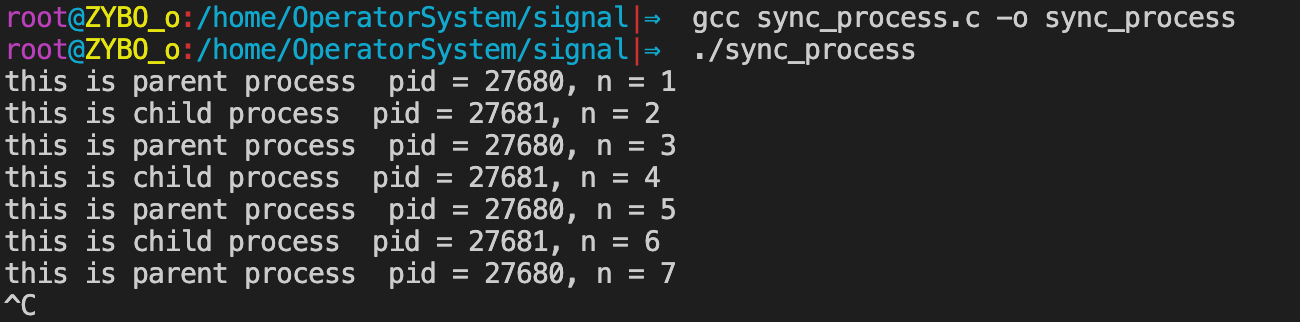 root@ZYBO_o:/home/OperatorSystem/signal|⇒  gcc sync_process.c -o sync_process
root@ZYBO_o:/home/OperatorSystem/signal|⇒  ./sync_process
this is parent process  pid = 27680, n = 1
this is child process  pid = 27681, n = 2
this is parent process  pid = 27680, n = 3
this is child process  pid = 27681, n = 4
this is parent process  pid = 27680, n = 5
this is child process  pid = 27681, n = 6
this is parent process  pid = 27680, n = 7
^C